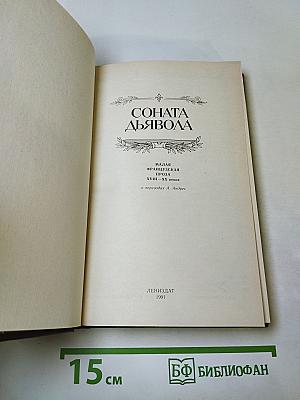 СОНАТА
ДЬЯВОЛА
МАЛАЯ
ФРАНЦУЗСКАЯ
ПРОЗА
XVIII—XX веков
в переводах А. Андрес
ЛЕНИЗДАТ
1991
15 см
БФ БИБЛИОФАН